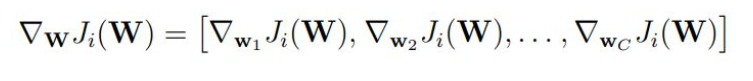 ∇_𝐖 J_i(𝐖) = [∇_{𝐰_1} J_i(𝐖), ∇_{𝐰_2} J_i(𝐖), . . . , ∇_{𝐰_C} J_i(𝐖)]